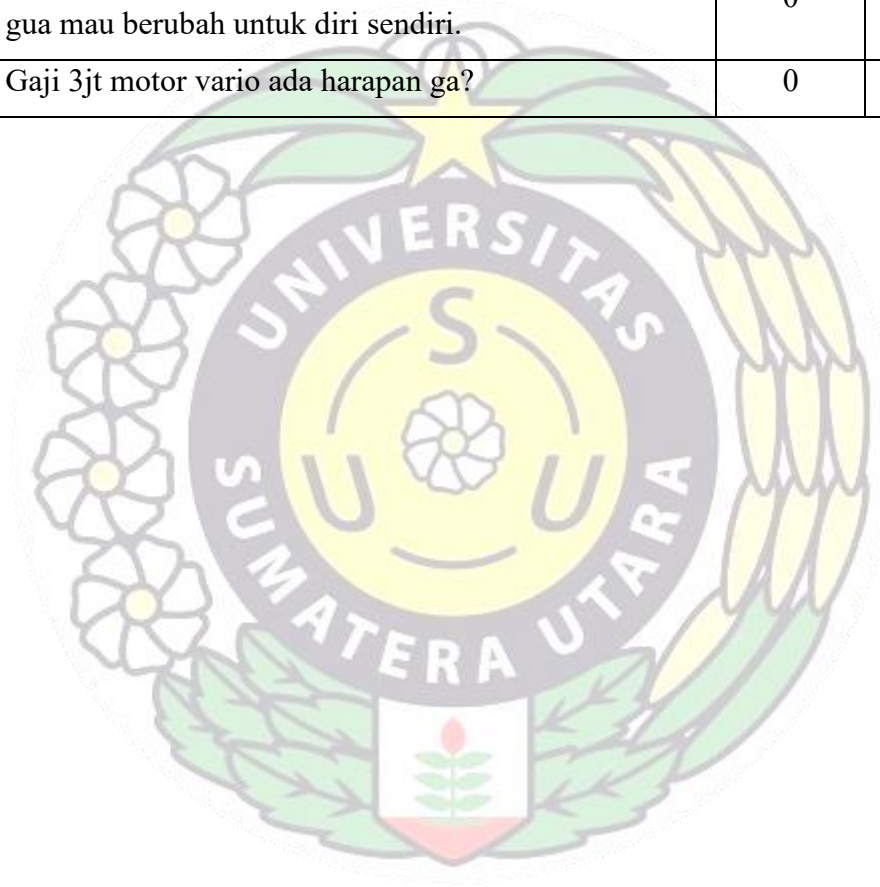 gua mau berubah untuk diri sendiri.
0
Gaji 3jt motor vario ada harapan ga?
0
UNIVERSITAS
S
U U
SUMATERA UTARA